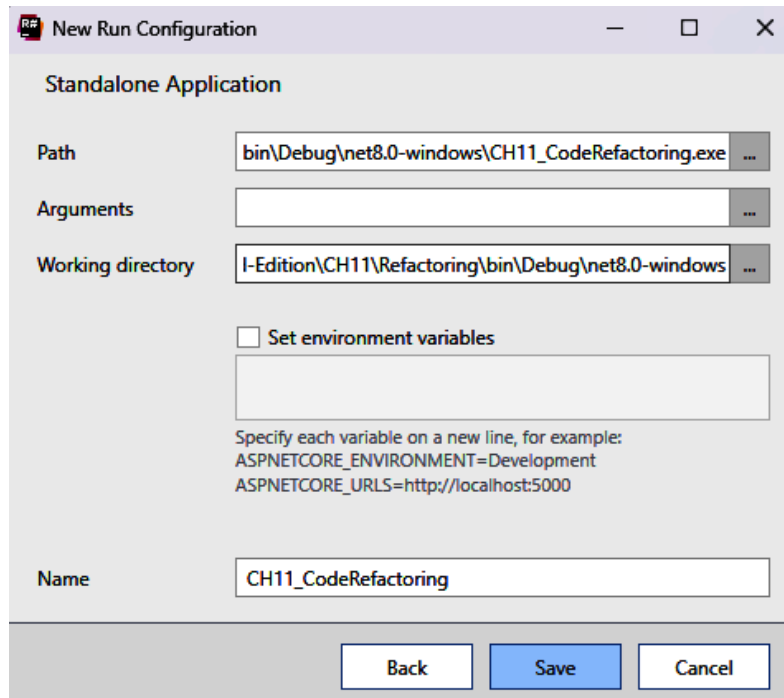 R# New Run Configuration
Standalone Application
Path bin\Debug\net8.0-windows\CH11_CodeRefactoring.exe ...
Arguments ...
Working directory I-Edition\CH11\Refactoring\bin\Debug\net8.0-windows ...
Set environment variables
Specify each variable on a new line, for example:
ASPNETCORE_ENVIRONMENT=Development
ASPNETCORE_URLS=http://localhost:5000
Name CH11_CodeRefactoring
Back Save Cancel